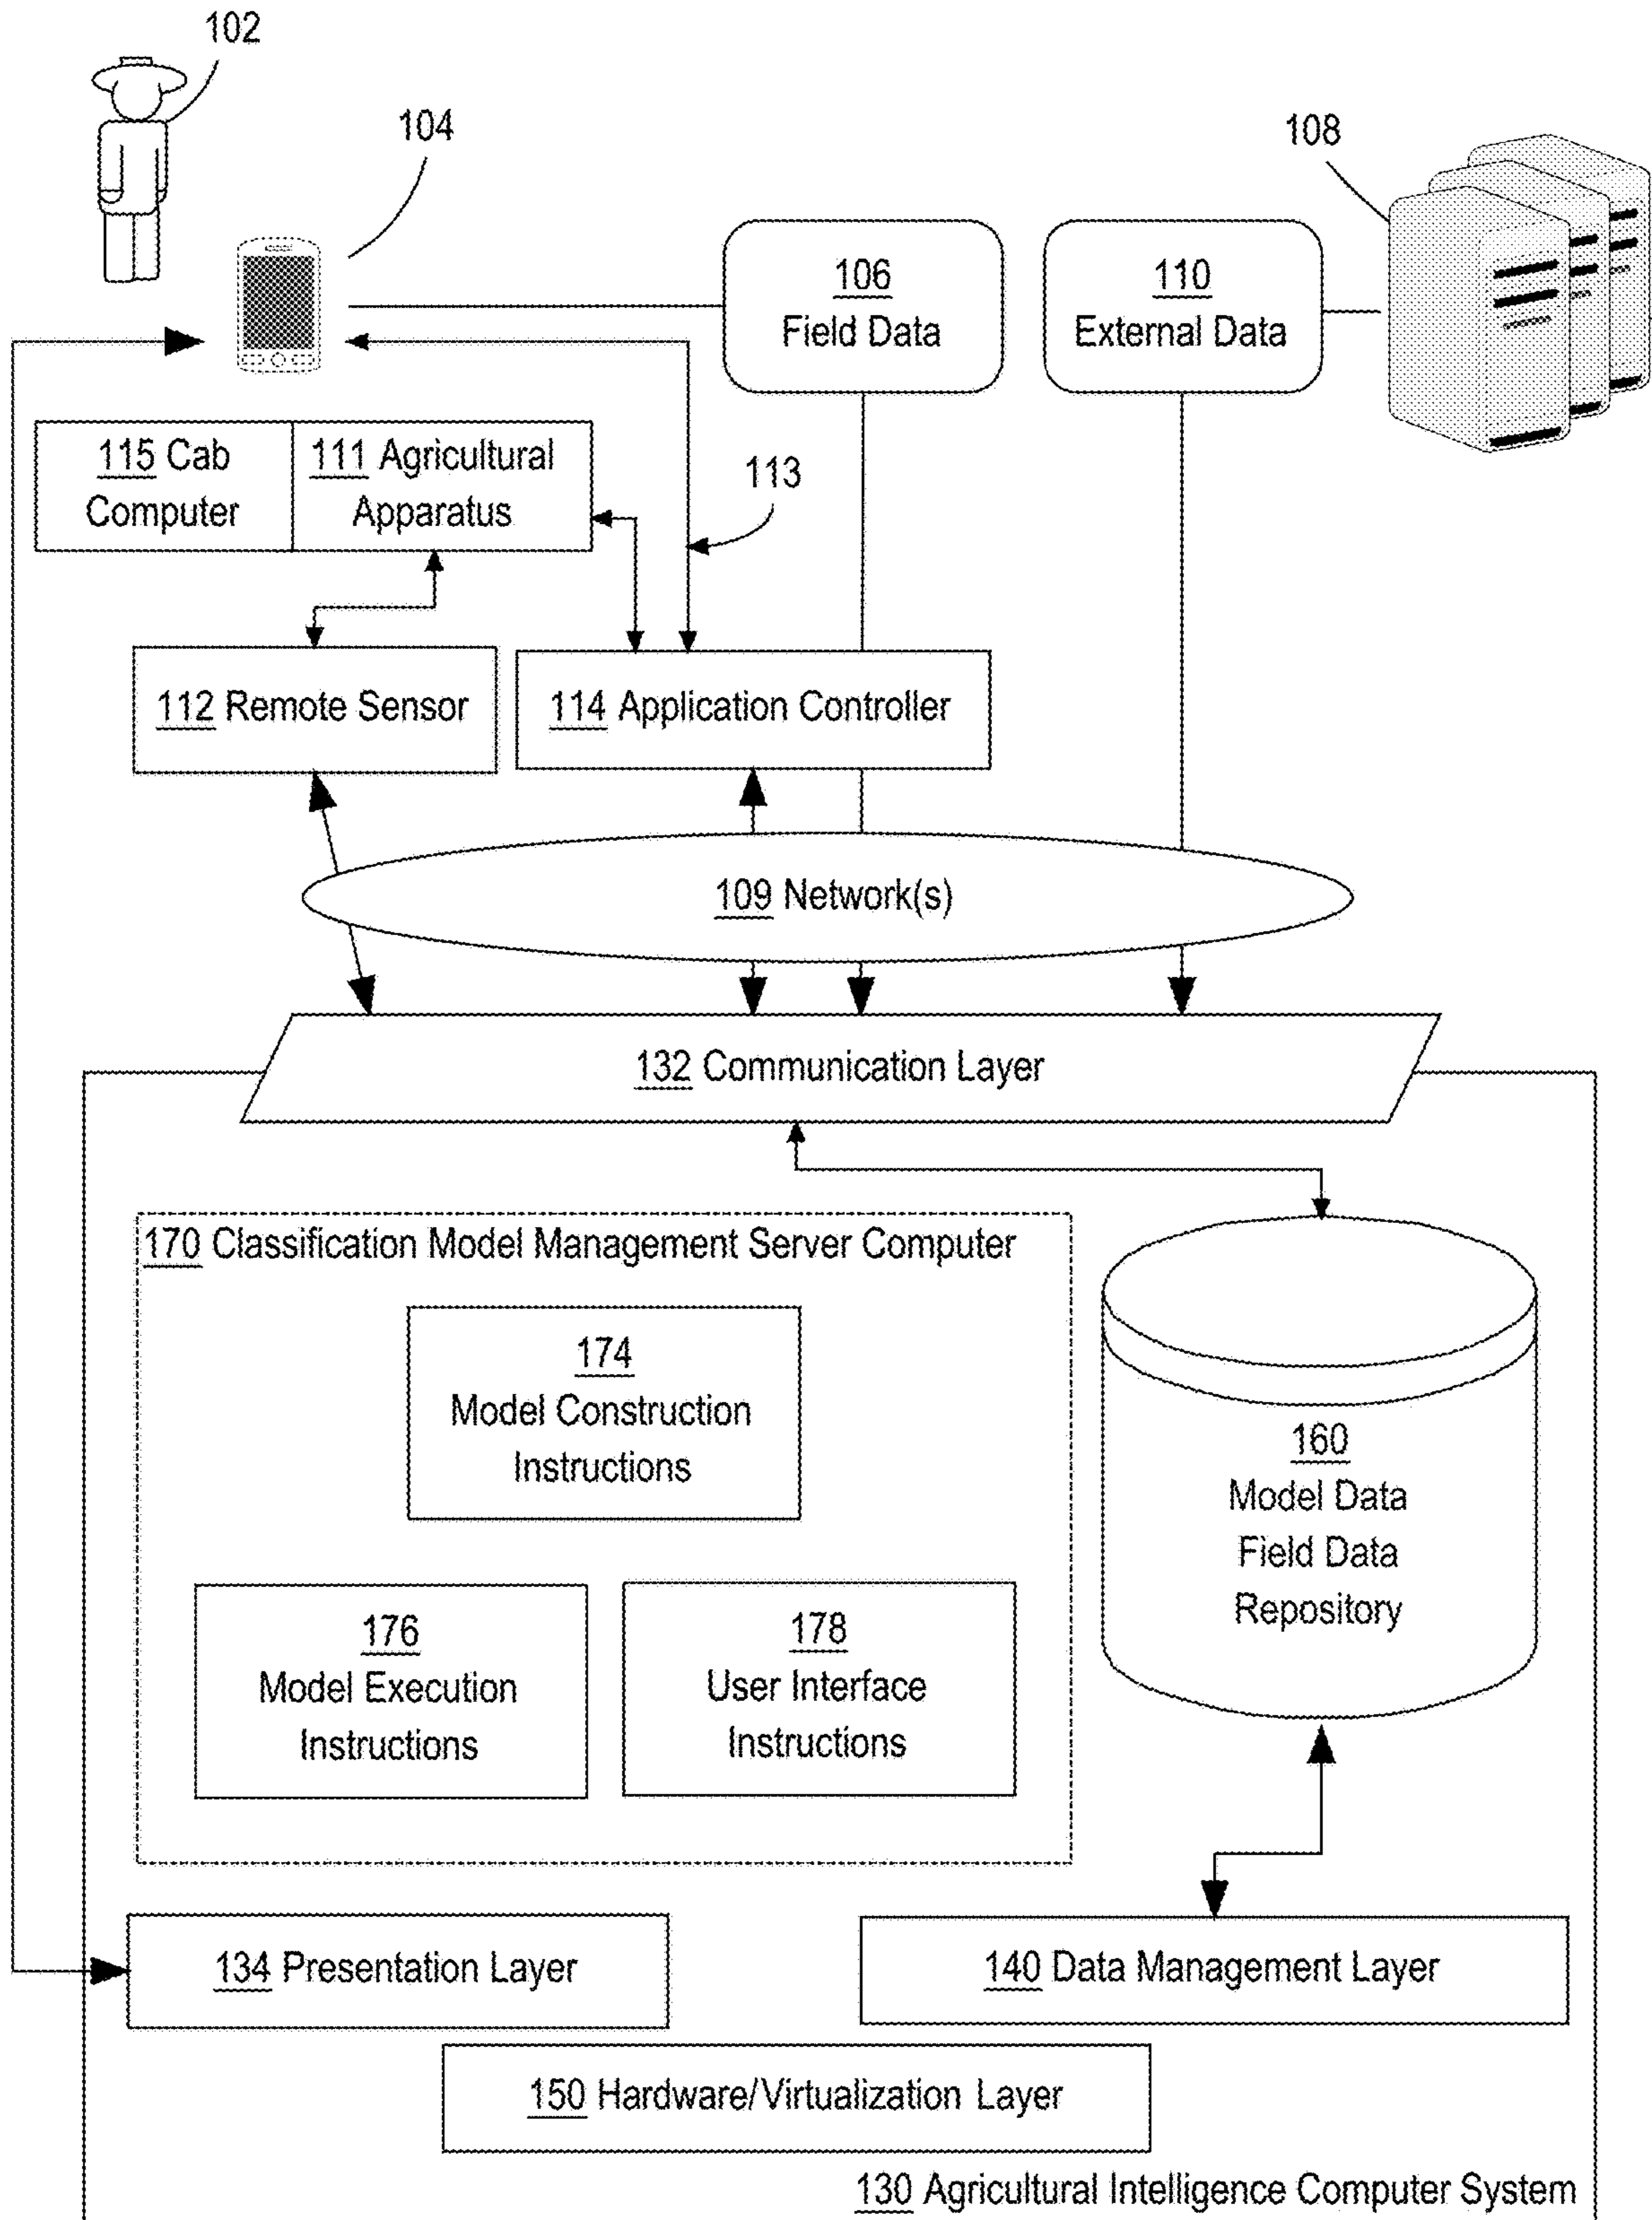 102
104
108
106
Field Data
110
External Data
115 Cab
Computer
111 Agricultural
Apparatus
113
112 Remote Sensor
114 Application Controller
109 Network(s)
132 Communication Layer
170 Classification Model Management Server Computer
174
Model Construction
Instructions
160
Model Data
Field Data
Repository
176
Model Execution
Instructions
178
User Interface
Instructions
134 Presentation Layer
140 Data Management Layer
150 Hardware/Virtualization Layer
130 Agricultural Intelligence Computer System